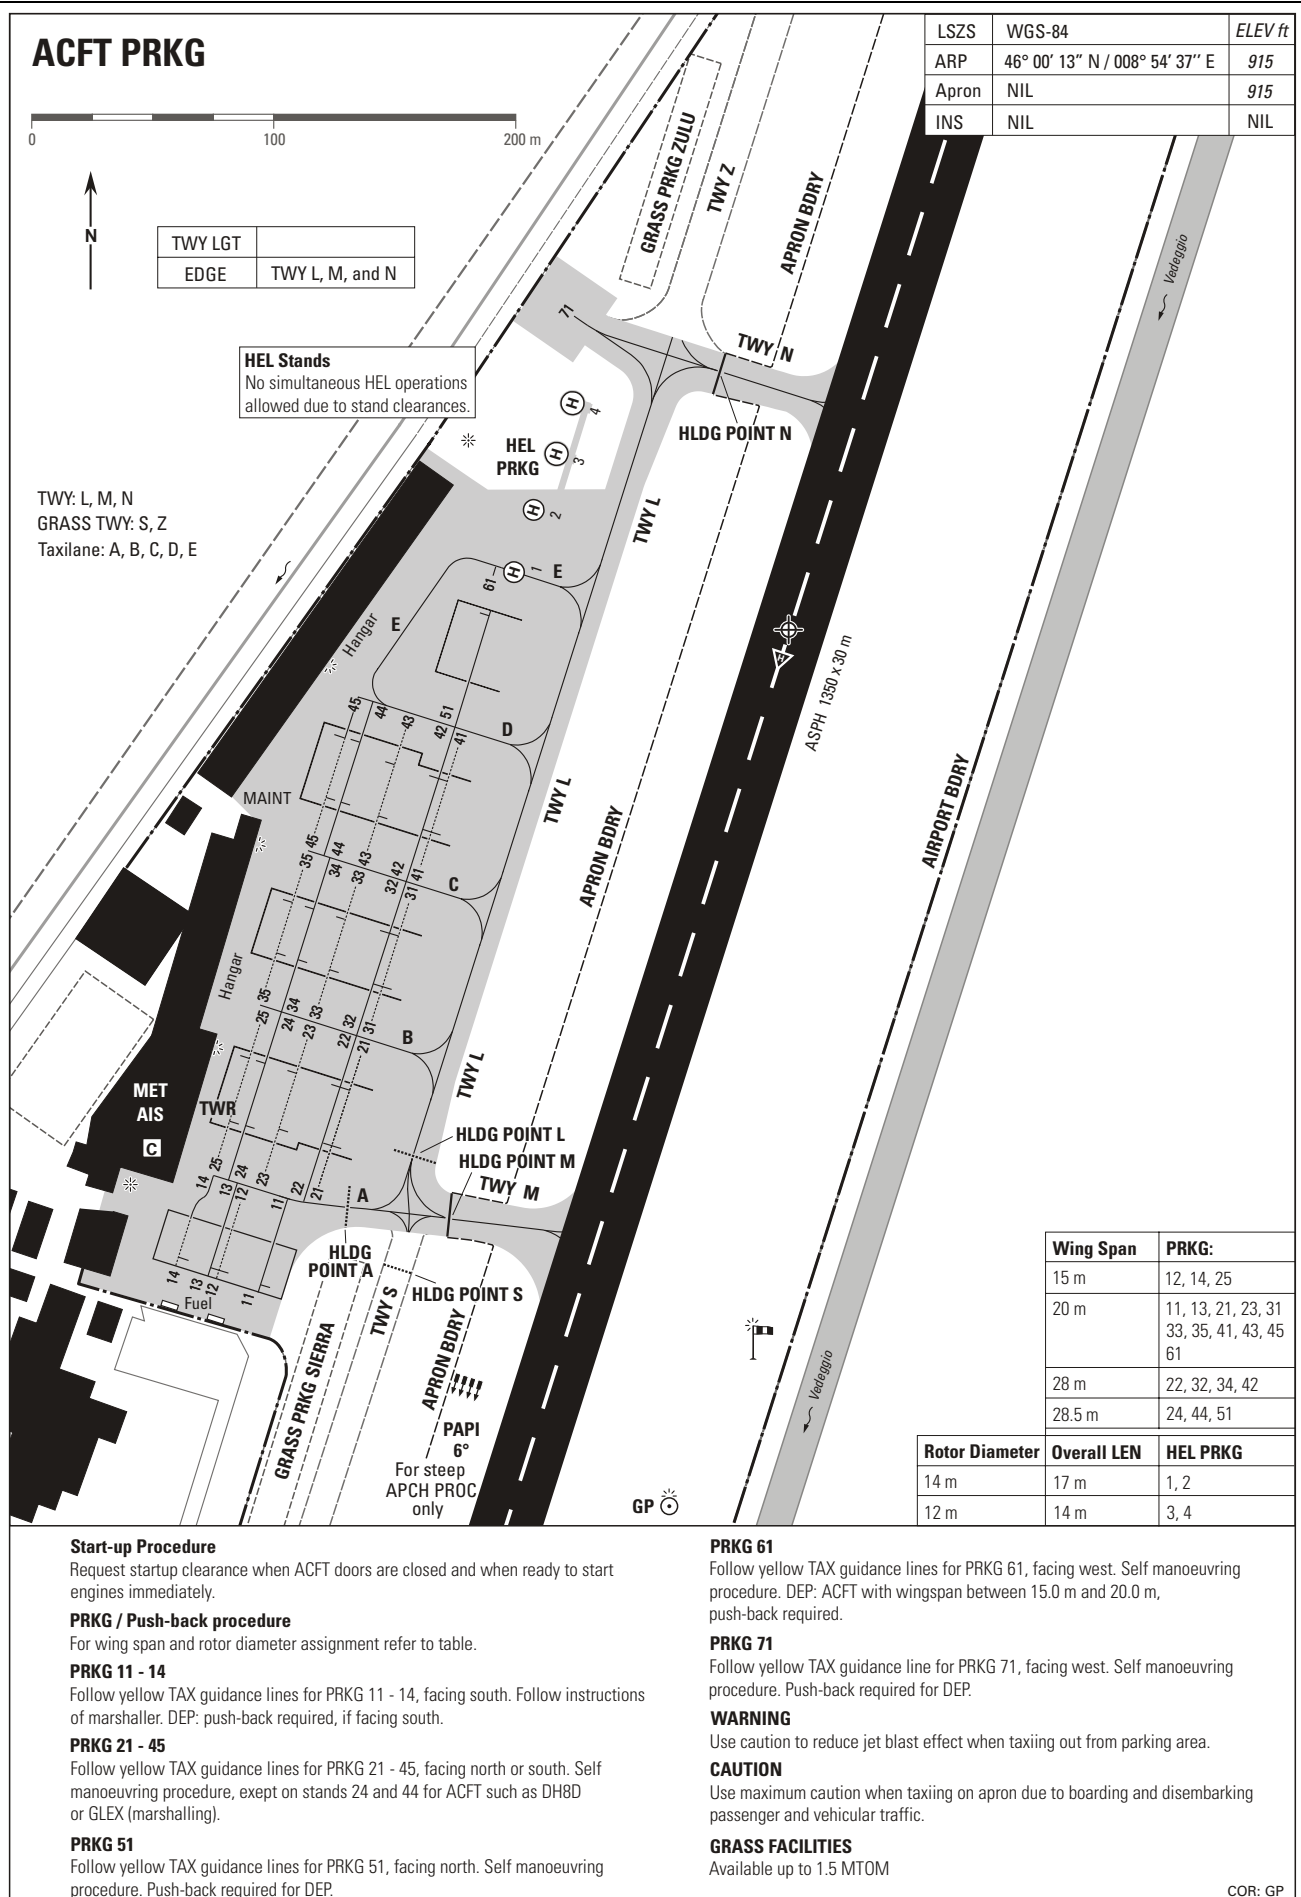 ACFT PRKG
LSZS WGS-84 ELEV ft
ARP 46° 00′ 13″ N / 008° 54′ 37′′ E 915
Apron NIL 915
INS NIL NIL
0 100 200 m
N
TWY LGT
EDGE TWY L, M, and N
HEL Stands
No simultaneous HEL operations
allowed due to stand clearances.
TWY: L, M, N
GRASS TWY: S, Z
Taxilane: A, B, C, D, E
GRASS PRKG ZULU
TWY Z
APRON BDRY
Vedeggio
71
TWY N
HLDG POINT N
H 4
HEL
PRKG
H 3
H 2
TWY L
61 H 1 E
E
Hangar
H
ASPH 1350 x 30 m
45 44 43 42 51 41 D
MAINT
TWY L
APRON BDRY
AIRPORT BDRY
35 45 34 44 33 43 32 42 31 41 C
Hangar
25 35 24 34 23 33 22 32 21 31 B
TWY L
MET
AIS
C
TWR
HLDG POINT L
HLDG POINT M
TWY M
14 25 13 24 12 23 11 22 21 A
HLDG
POINT A
HLDG POINT S
14 13 12 11
Fuel
GRASS PRKG SIERRA
TWY S
APRON BDRY
PAPI
6°
For steep
APCH PROC
only
GP
Vedeggio
Wing Span PRKG:
15 m 12, 14, 25
20 m 11, 13, 21, 23, 31
33, 35, 41, 43, 45
61
28 m 22, 32, 34, 42
28.5 m 24, 44, 51
Rotor Diameter Overall LEN HEL PRKG
14 m 17 m 1, 2
12 m 14 m 3, 4
Start-up Procedure
Request startup clearance when ACFT doors are closed and when ready to start
engines immediately.
PRKG / Push-back procedure
For wing span and rotor diameter assignment refer to table.
PRKG 11 - 14
Follow yellow TAX guidance lines for PRKG 11 - 14, facing south. Follow instructions
of marshaller. DEP: push-back required, if facing south.
PRKG 21 - 45
Follow yellow TAX guidance lines for PRKG 21 - 45, facing north or south. Self
manoeuvring procedure, exept on stands 24 and 44 for ACFT such as DH8D
or GLEX (marshalling).
PRKG 51
Follow yellow TAX guidance lines for PRKG 51, facing north. Self manoeuvring
procedure. Push-back required for DEP.
PRKG 61
Follow yellow TAX guidance lines for PRKG 61, facing west. Self manoeuvring
procedure. DEP: ACFT with wingspan between 15.0 m and 20.0 m,
push-back required.
PRKG 71
Follow yellow TAX guidance line for PRKG 71, facing west. Self manoeuvring
procedure. Push-back required for DEP.
WARNING
Use caution to reduce jet blast effect when taxiing out from parking area.
CAUTION
Use maximum caution when taxiing on apron due to boarding and disembarking
passenger and vehicular traffic.
GRASS FACILITIES
Available up to 1.5 MTOM
COR: GP